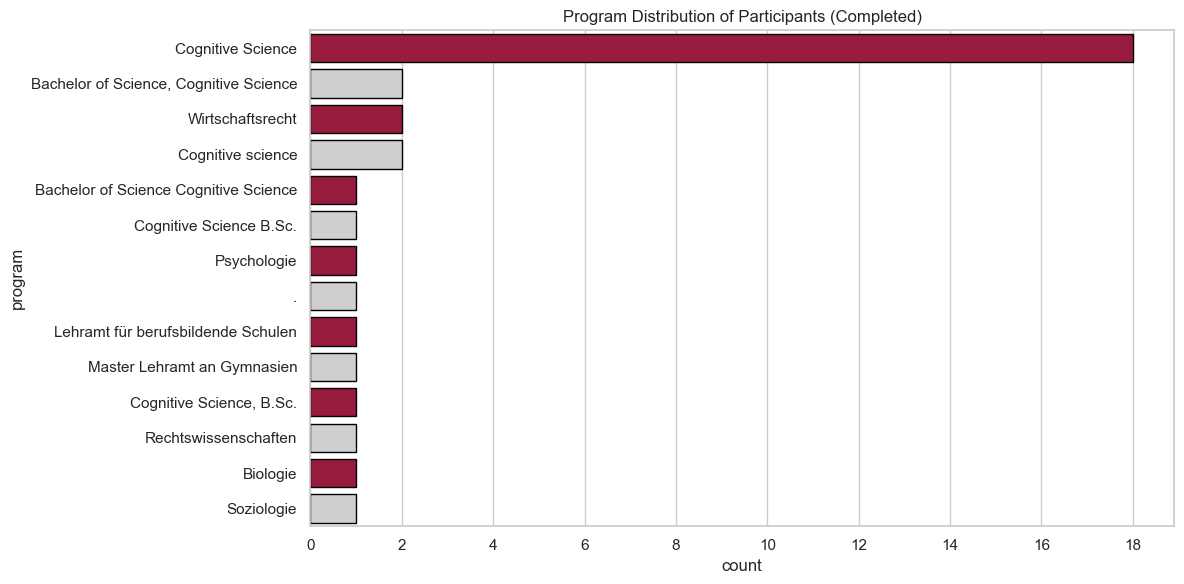 Program Distribution of Participants (Completed)
Cognitive Science
Bachelor of Science, Cognitive Science
Wirtschaftsrecht
Cognitive science
Bachelor of Science Cognitive Science
Cognitive Science B.Sc.
Psychologie
.
Lehramt für berufsbildende Schulen
Master Lehramt an Gymnasien
Cognitive Science, B.Sc.
Rechtswissenschaften
Biologie
Soziologie
program
0 2 4 6 8 10 12 14 16 18
count